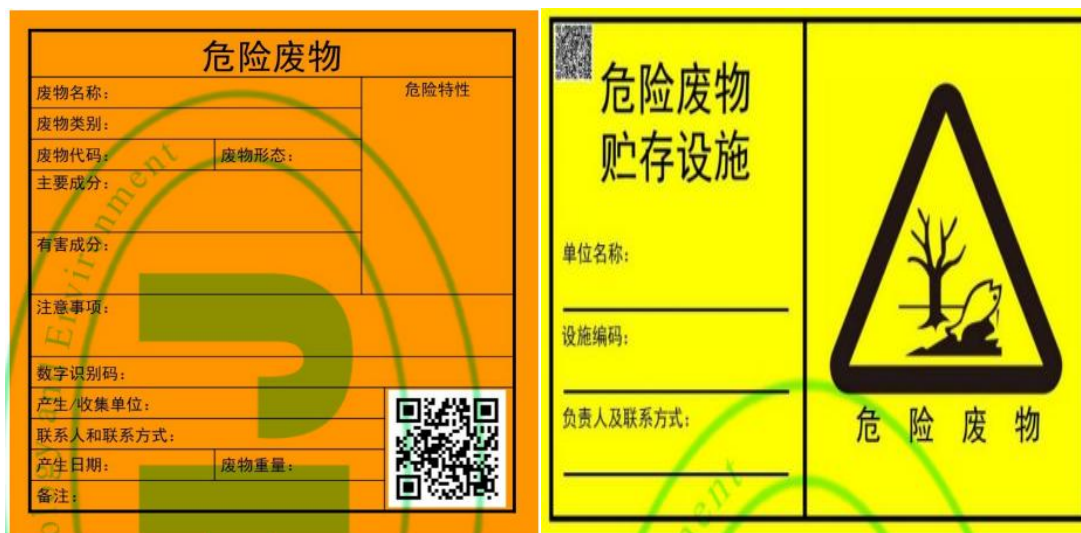 危险废物
废物名称：
危险特性
废物类别：
废物代码：
废物形态：
主要成分：
有害成分：
注意事项：
数字识别码：
产生/收集单位：
联系人和联系方式：
产生日期：
废物重量：
备注：
危险废物
贮存设施
单位名称：
设施编码：
负责人及联系方式：
危险废物